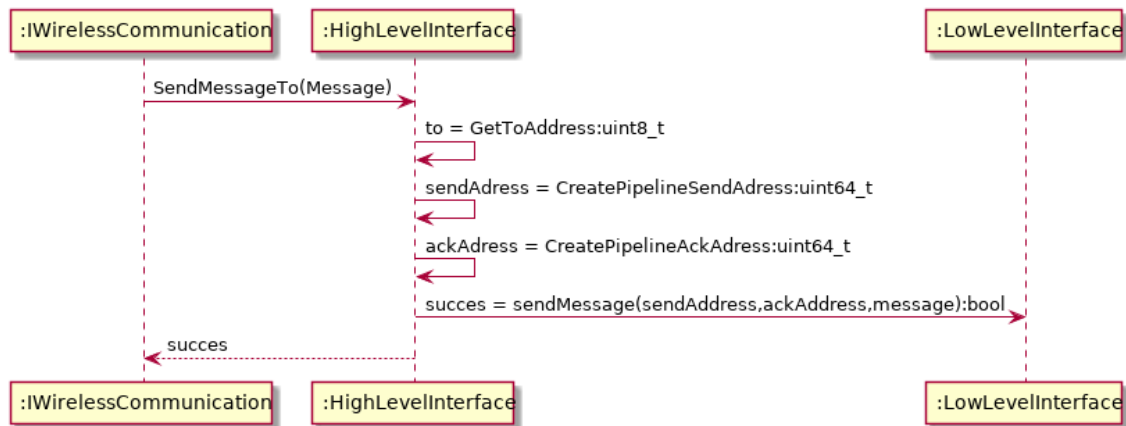 :IWirelessCommunication :HighLevelInterface :LowLevelInterface
SendMessageTo(Message)
to = GetToAddress:uint8_t
sendAdress = CreatePipelineSendAdress:uint64_t
ackAdress = CreatePipelineAckAdress:uint64_t
succes = sendMessage(sendAddress,ackAddress,message):bool
succes
:IWirelessCommunication :HighLevelInterface :LowLevelInterface